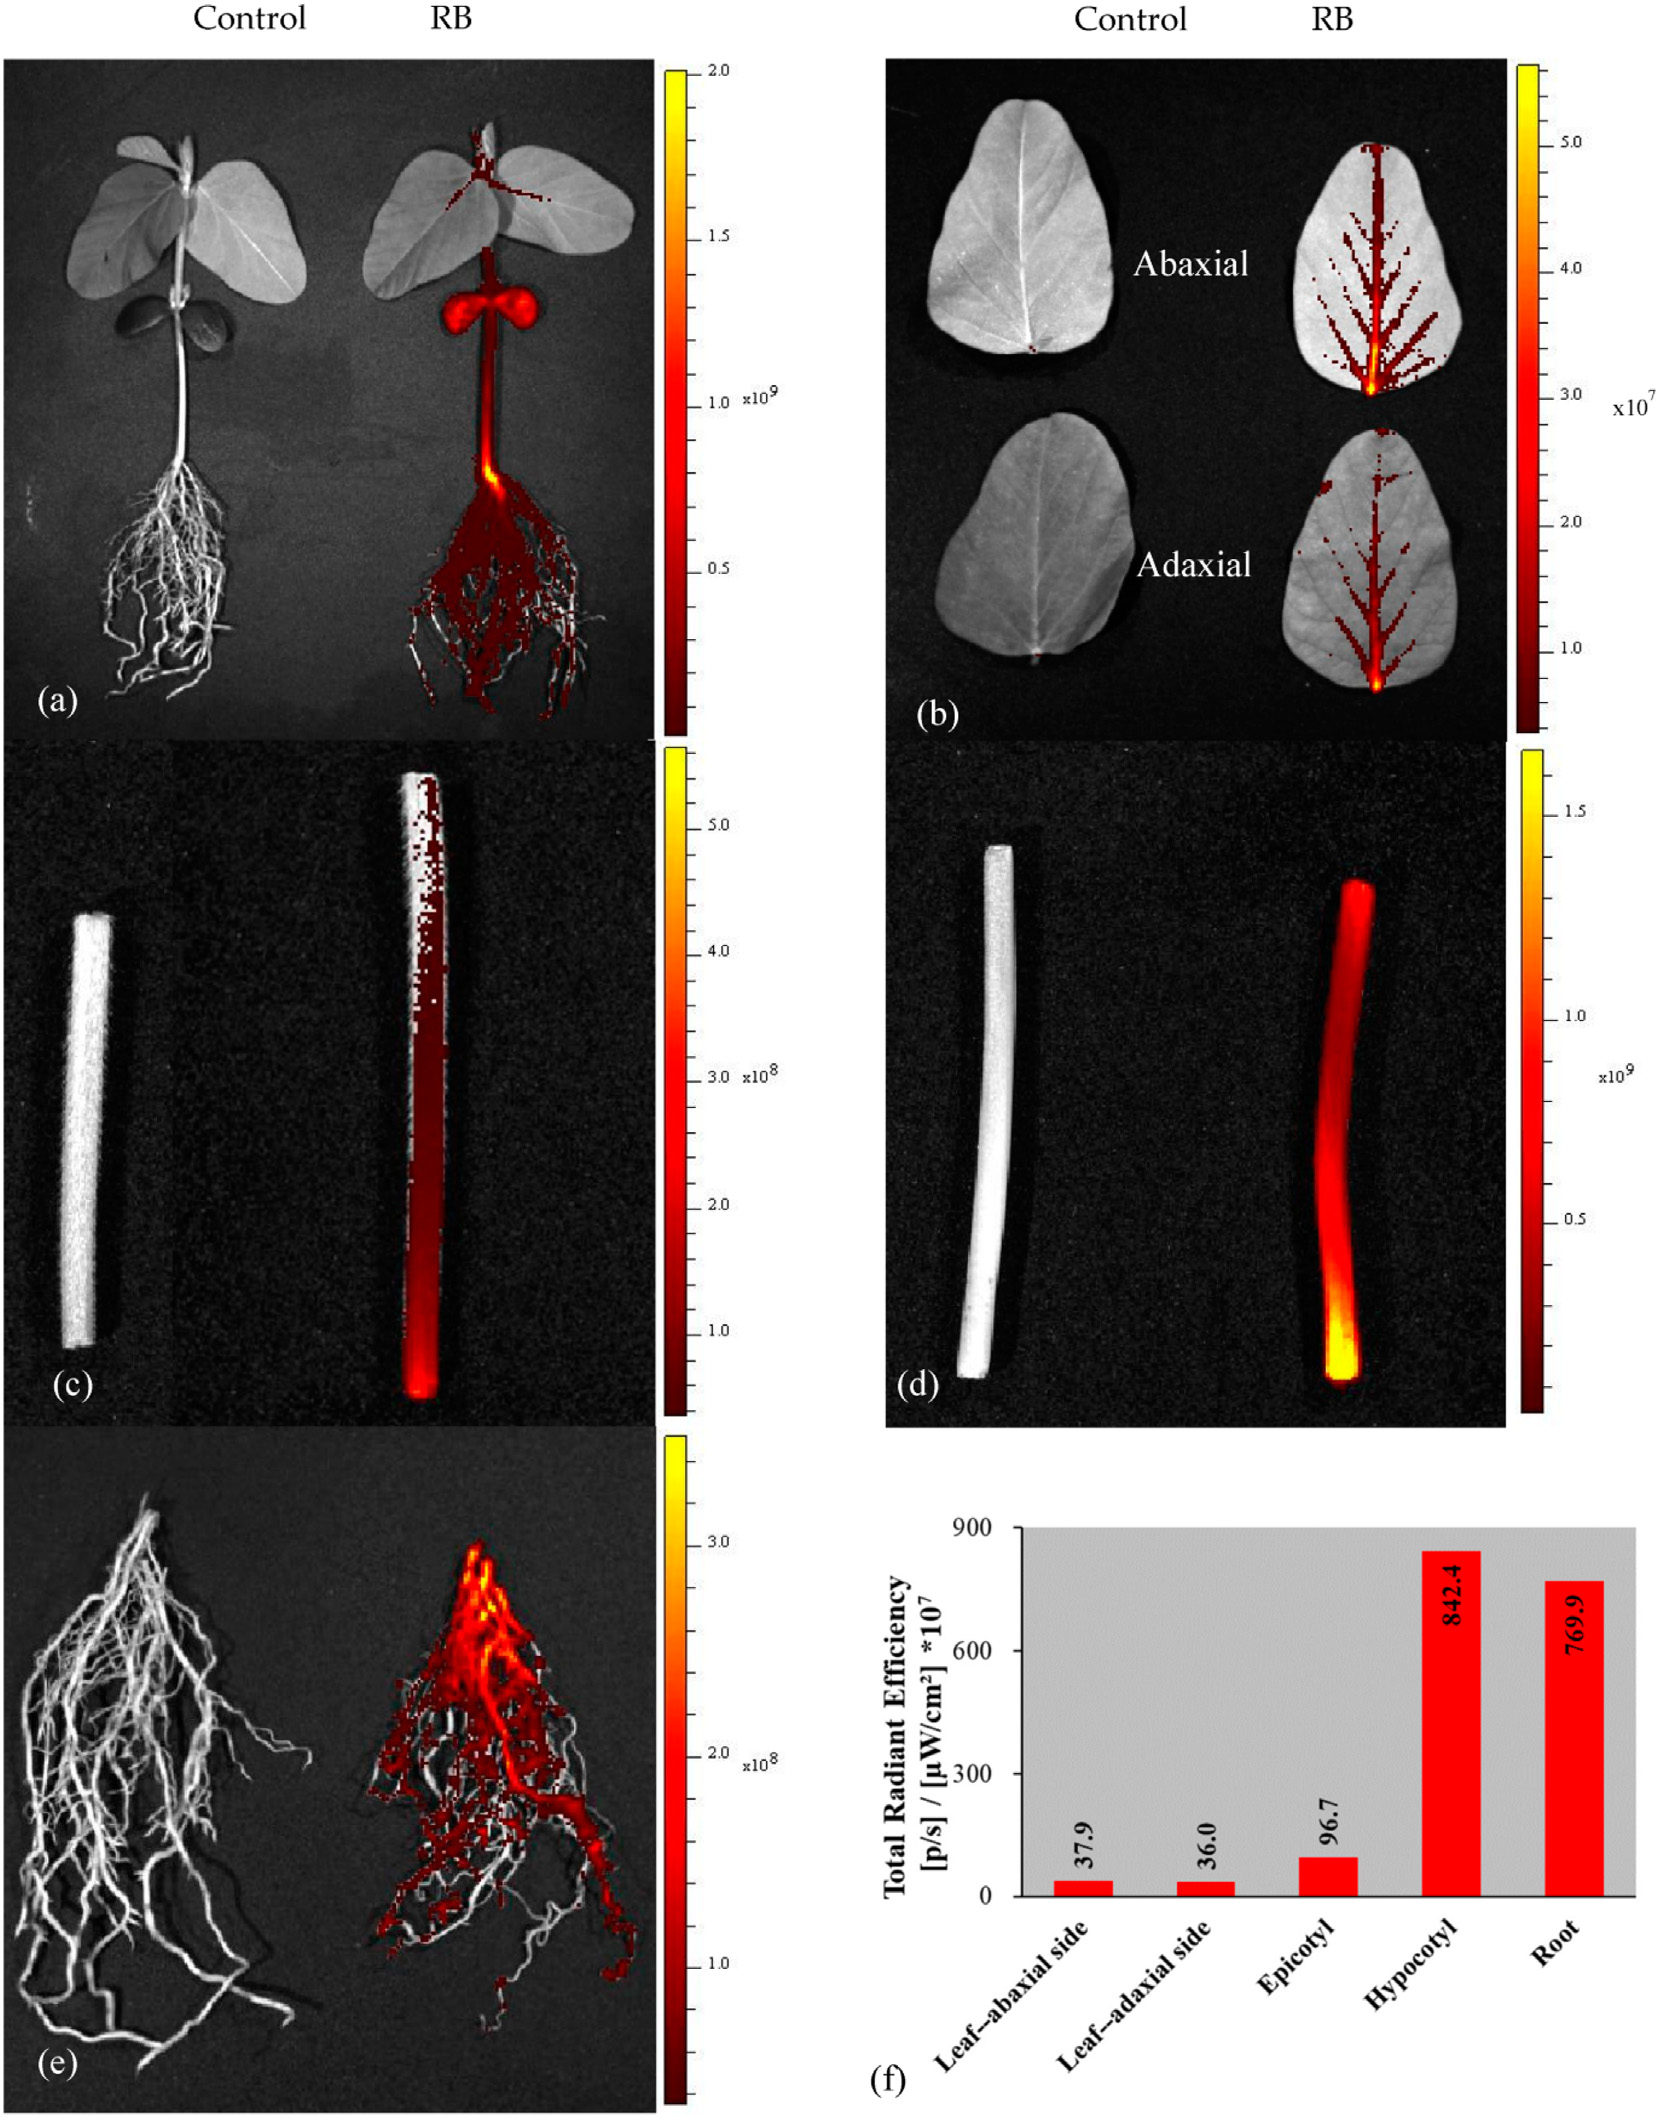 Control RB
Control RB
2.0
1.5
1.0 x10⁹
0.5
(a)
5.0
4.0
3.0
x10⁷
2.0
1.0
Abaxial
Adaxial
(b)
5.0
4.0
3.0 x10⁸
2.0
1.0
(c)
1.5
1.0
x10⁹
0.5
(d)
3.0
2.0
x10⁸
1.0
(e)
Total Radiant Efficiency
[p/s] / [µW/cm²] *10⁷
900
600
300
0
37.9
36.0
96.7
842.4
769.9
Leaf--abaxial side
Leaf--adaxial side
Epicotyl
Hypocotyl
Root
(f)